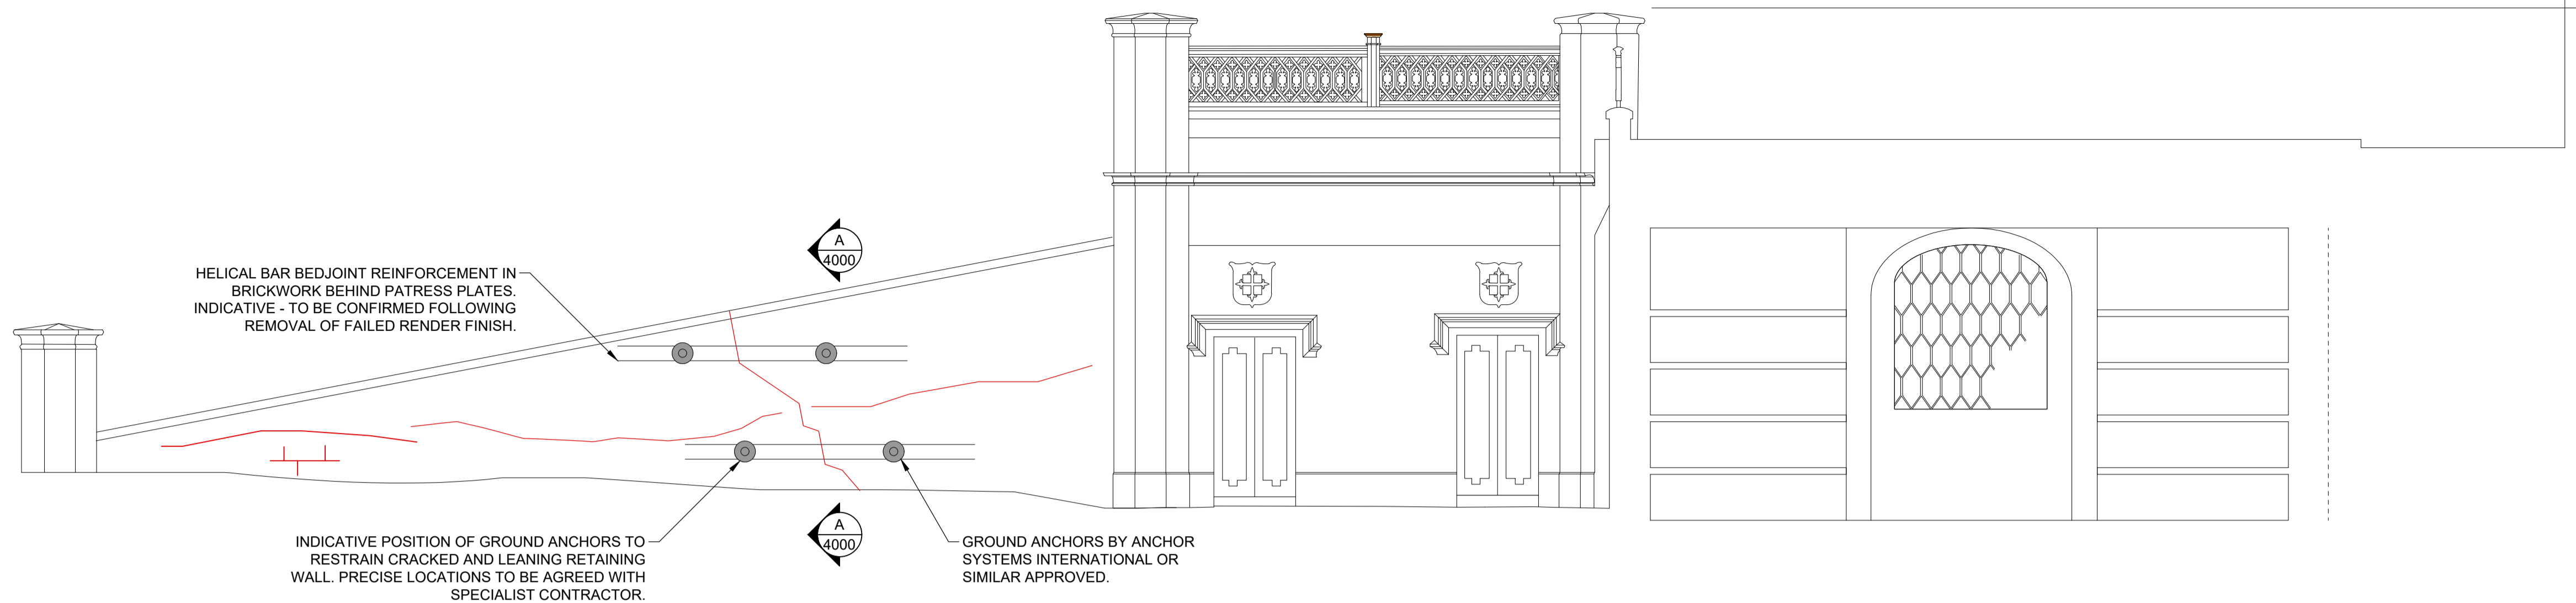 A
4000
HELICAL BAR BEDJOINT REINFORCEMENT IN
BRICKWORK BEHIND PATRESS PLATES.
INDICATIVE - TO BE CONFIRMED FOLLOWING
REMOVAL OF FAILED RENDER FINISH.
A
4000
INDICATIVE POSITION OF GROUND ANCHORS TO
RESTRAIN CRACKED AND LEANING RETAINING
WALL. PRECISE LOCATIONS TO BE AGREED WITH
SPECIALIST CONTRACTOR.
GROUND ANCHORS BY ANCHOR
SYSTEMS INTERNATIONAL OR
SIMILAR APPROVED.